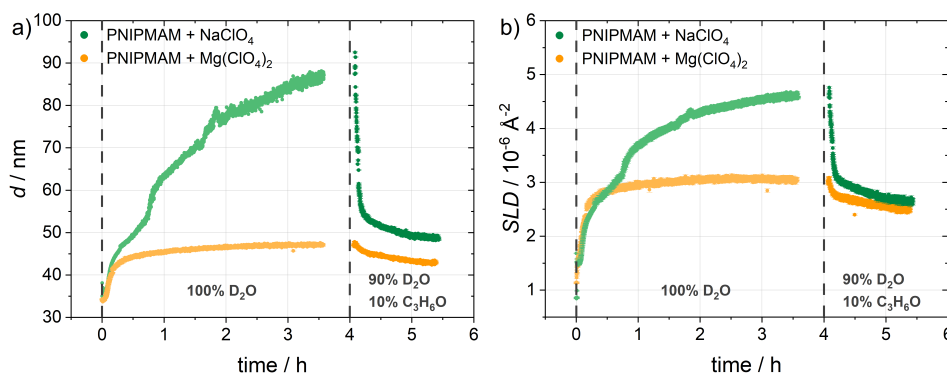 a)
PNIPMAM + NaClO₄
PNIPMAM + Mg(ClO₄)₂
100
90
80
70
60
50
40
30
d / nm
100% D₂O
90% D₂O
10% C₃H₆O
0 1 2 3 4 5 6
time / h
b)
PNIPMAM + NaClO₄
PNIPMAM + Mg(ClO₄)₂
6
5
4
3
2
1
SLD / 10⁻⁶ Å⁻²
100% D₂O
90% D₂O
10% C₃H₆O
0 1 2 3 4 5 6
time / h